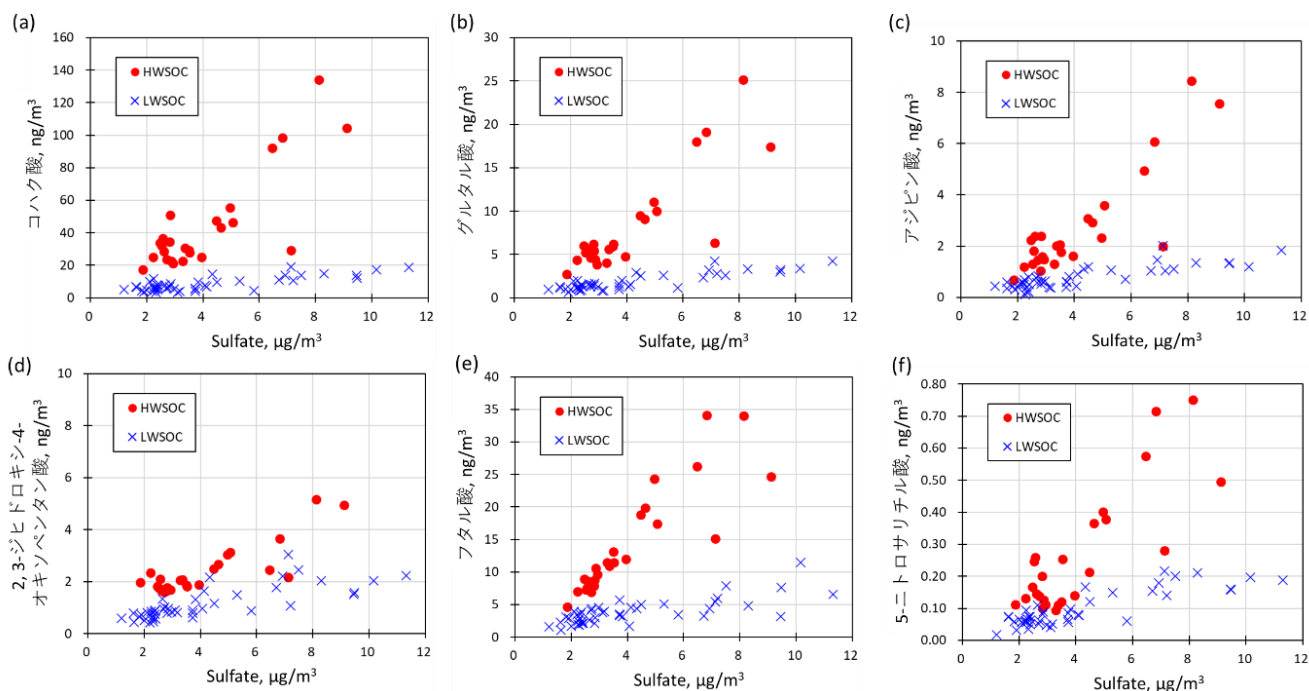 (a)
160
140
120
100
80
60
40
20
0
コハク酸, ng/m³
HWSOC
LWSOC
0 2 4 6 8 10 12
Sulfate, µg/m³
(b)
30
25
20
15
10
5
0
グルタル酸, ng/m³
HWSOC
LWSOC
0 2 4 6 8 10 12
Sulfate, µg/m³
(c)
10
8
6
4
2
0
アジピン酸, ng/m³
HWSOC
LWSOC
0 2 4 6 8 10 12
Sulfate, µg/m³
(d)
10
8
6
4
2
0
2, 3-ジヒドロキシ-4-
オキソペンタン酸, ng/m³
HWSOC
LWSOC
0 2 4 6 8 10 12
Sulfate, µg/m³
(e)
40
35
30
25
20
15
10
5
0
フタル酸, ng/m³
HWSOC
LWSOC
0 2 4 6 8 10 12
Sulfate, µg/m³
(f)
0.80
0.70
0.60
0.50
0.40
0.30
0.20
0.10
0.00
5-ニトロサリチル酸, ng/m³
HWSOC
LWSOC
0 2 4 6 8 10 12
Sulfate, µg/m³